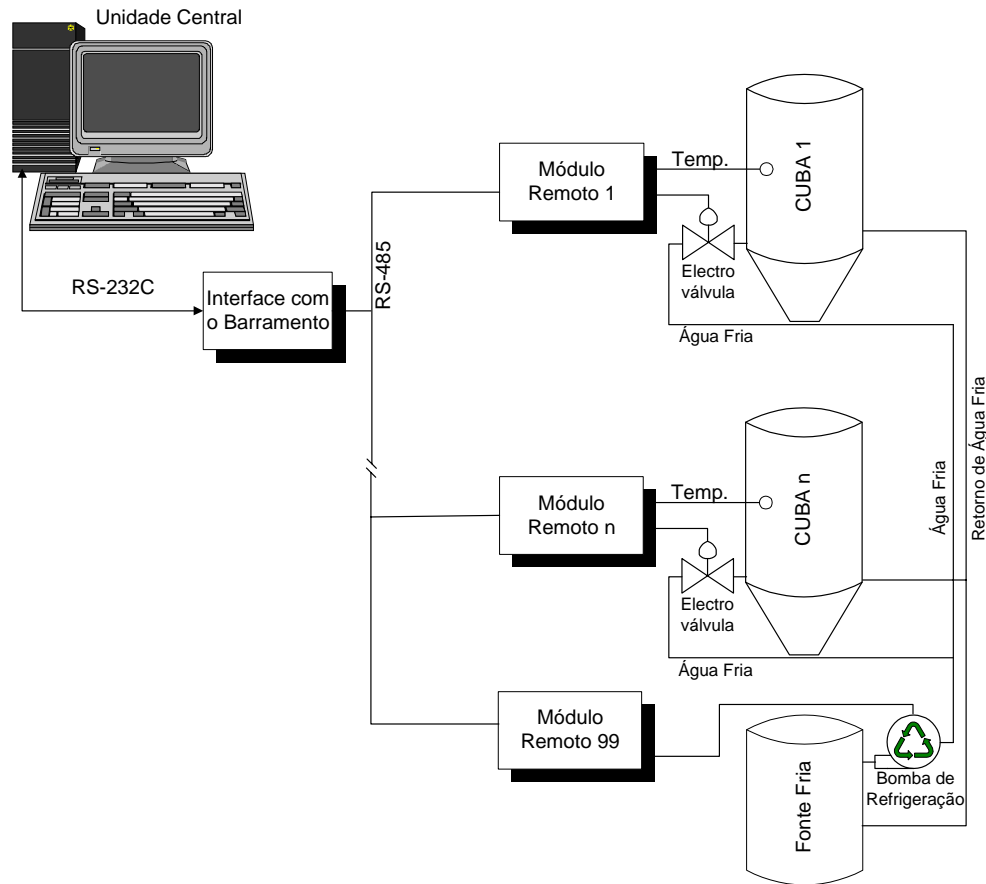 Unidade Central
RS-232C
Interface com
o Barramento
RS-485
Módulo
Remoto 1
Temp.
CUBA 1
Electro
válvula
Água Fria
Módulo
Remoto n
Temp.
CUBA n
Electro
válvula
Água Fria
Água Fria
Retorno de Água Fria
Módulo
Remoto 99
Fonte Fria
Bomba de
Refrigeração